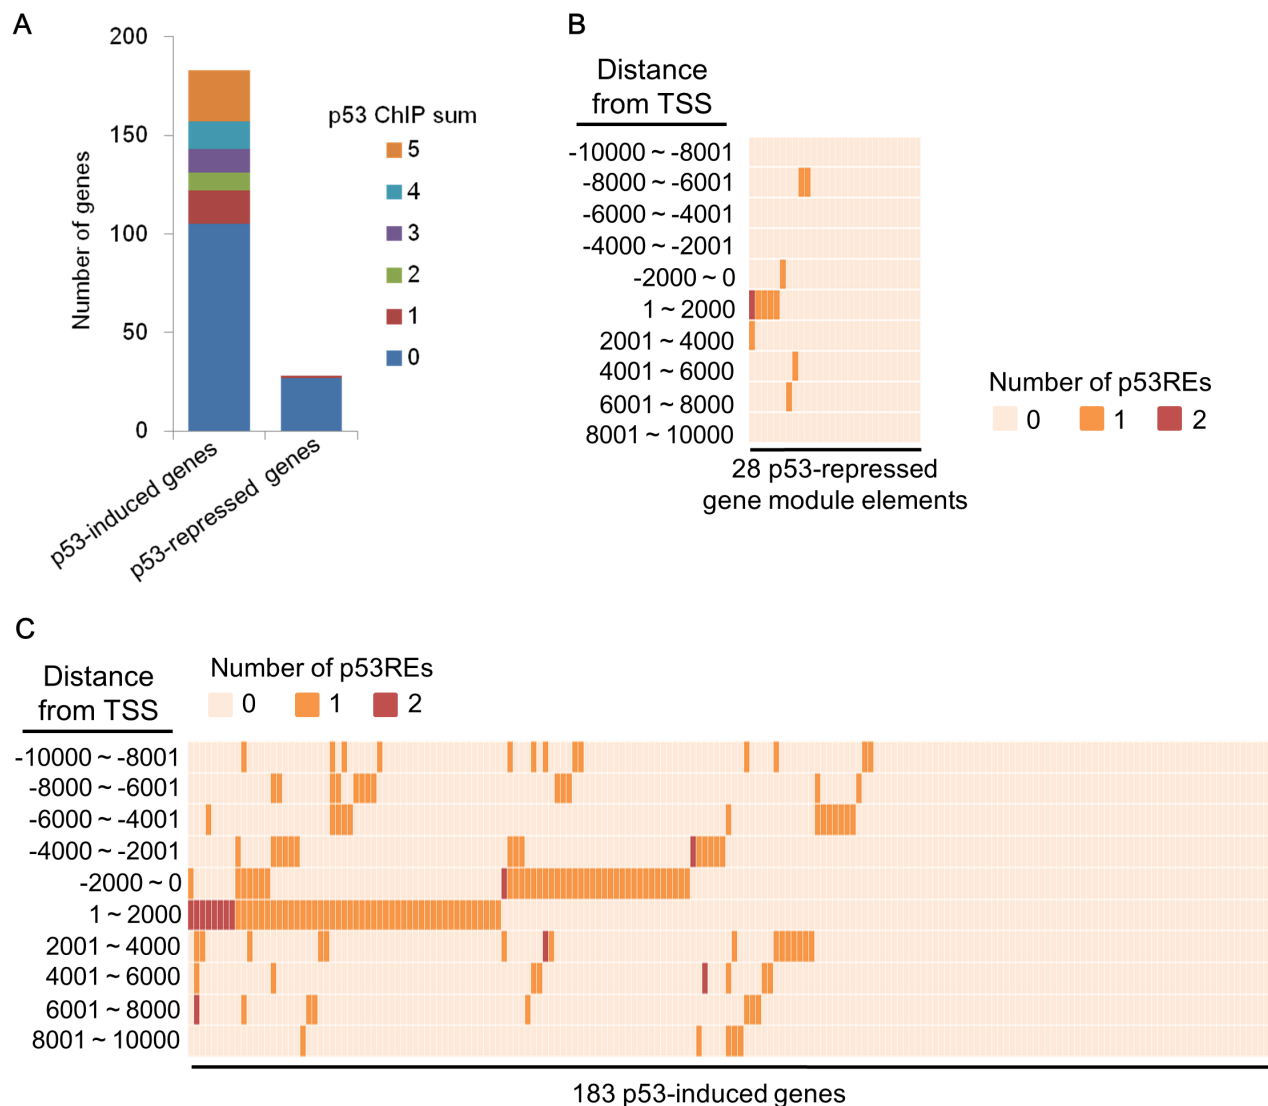 A
200
150
100
50
0
Number of genes
p53-induced genes
p53-repressed genes
p53 ChIP sum
5
4
3
2
1
0
B
Distance
from TSS
-10000 ~ -8001
-8000 ~ -6001
-6000 ~ -4001
-4000 ~ -2001
-2000 ~ 0
1 ~ 2000
2001 ~ 4000
4001 ~ 6000
6001 ~ 8000
8001 ~ 10000
28 p53-repressed
gene module elements
Number of p53REs
0 1 2
C
Distance
from TSS
Number of p53REs
0 1 2
-10000 ~ -8001
-8000 ~ -6001
-6000 ~ -4001
-4000 ~ -2001
-2000 ~ 0
1 ~ 2000
2001 ~ 4000
4001 ~ 6000
6001 ~ 8000
8001 ~ 10000
183 p53-induced genes